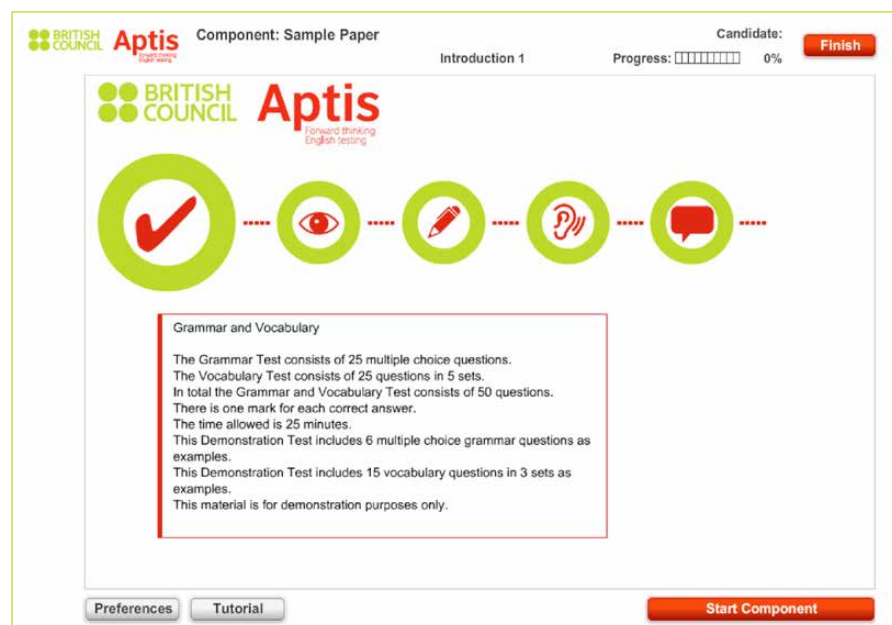 BRITISH COUNCIL
Aptis
Forward thinking
English testing
Component: Sample Paper
Introduction 1
Candidate:
Progress: 0%
Finish
BRITISH
COUNCIL
Aptis
Forward thinking
English testing
Grammar and Vocabulary
The Grammar Test consists of 25 multiple choice questions.
The Vocabulary Test consists of 25 questions in 5 sets.
In total the Grammar and Vocabulary Test consists of 50 questions.
There is one mark for each correct answer.
The time allowed is 25 minutes.
This Demonstration Test includes 6 multiple choice grammar questions as
examples.
This Demonstration Test includes 15 vocabulary questions in 3 sets as
examples.
This material is for demonstration purposes only.
Preferences
Tutorial
Start Component